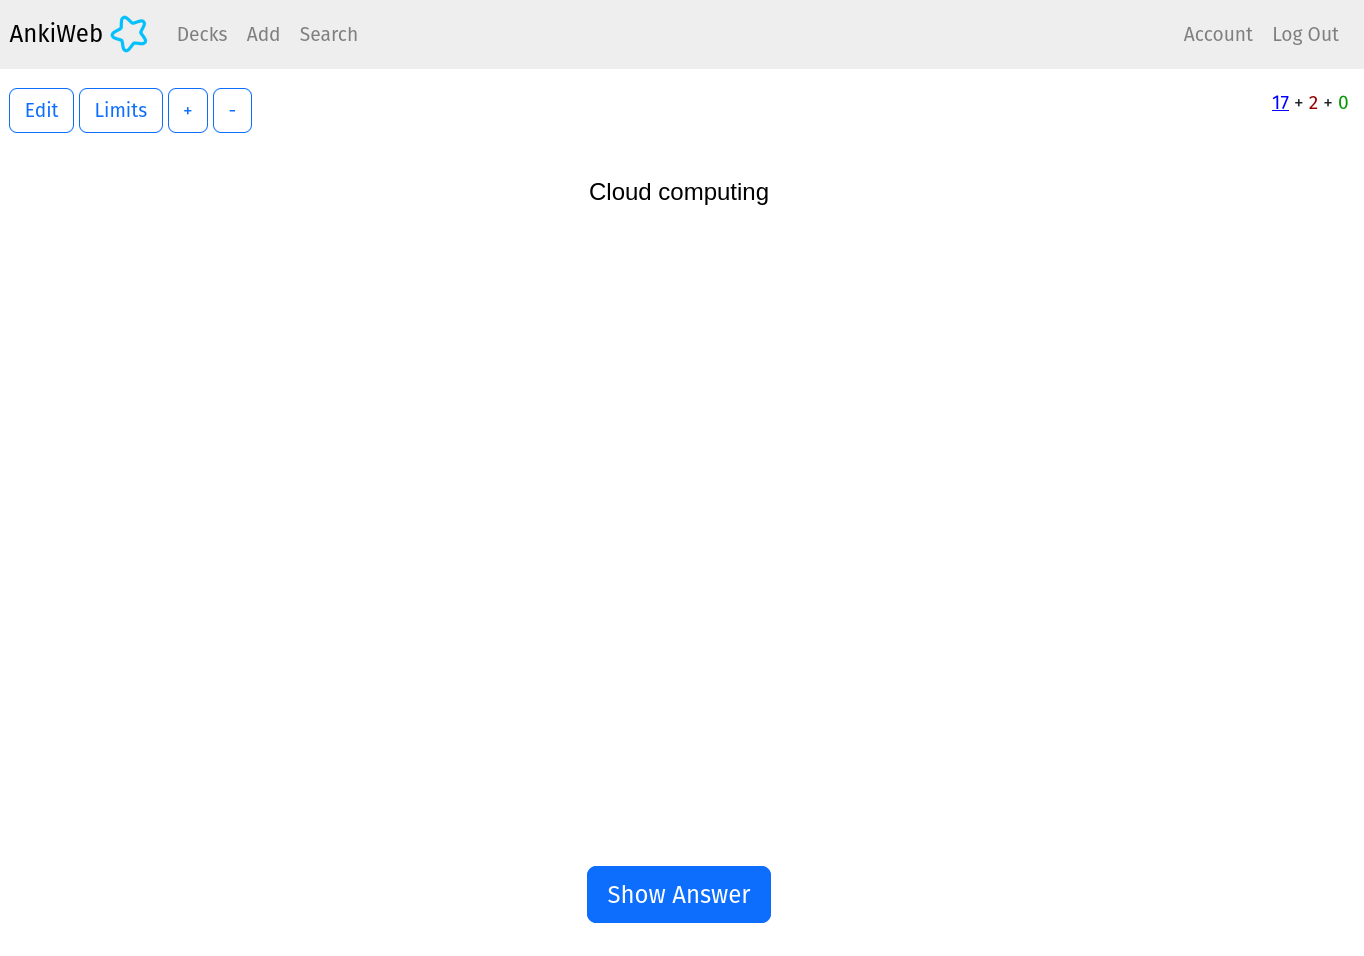 AnkiWeb Decks Add Search Account Log Out
Edit Limits + - 17 + 2 + 0
Cloud computing
Show Answer